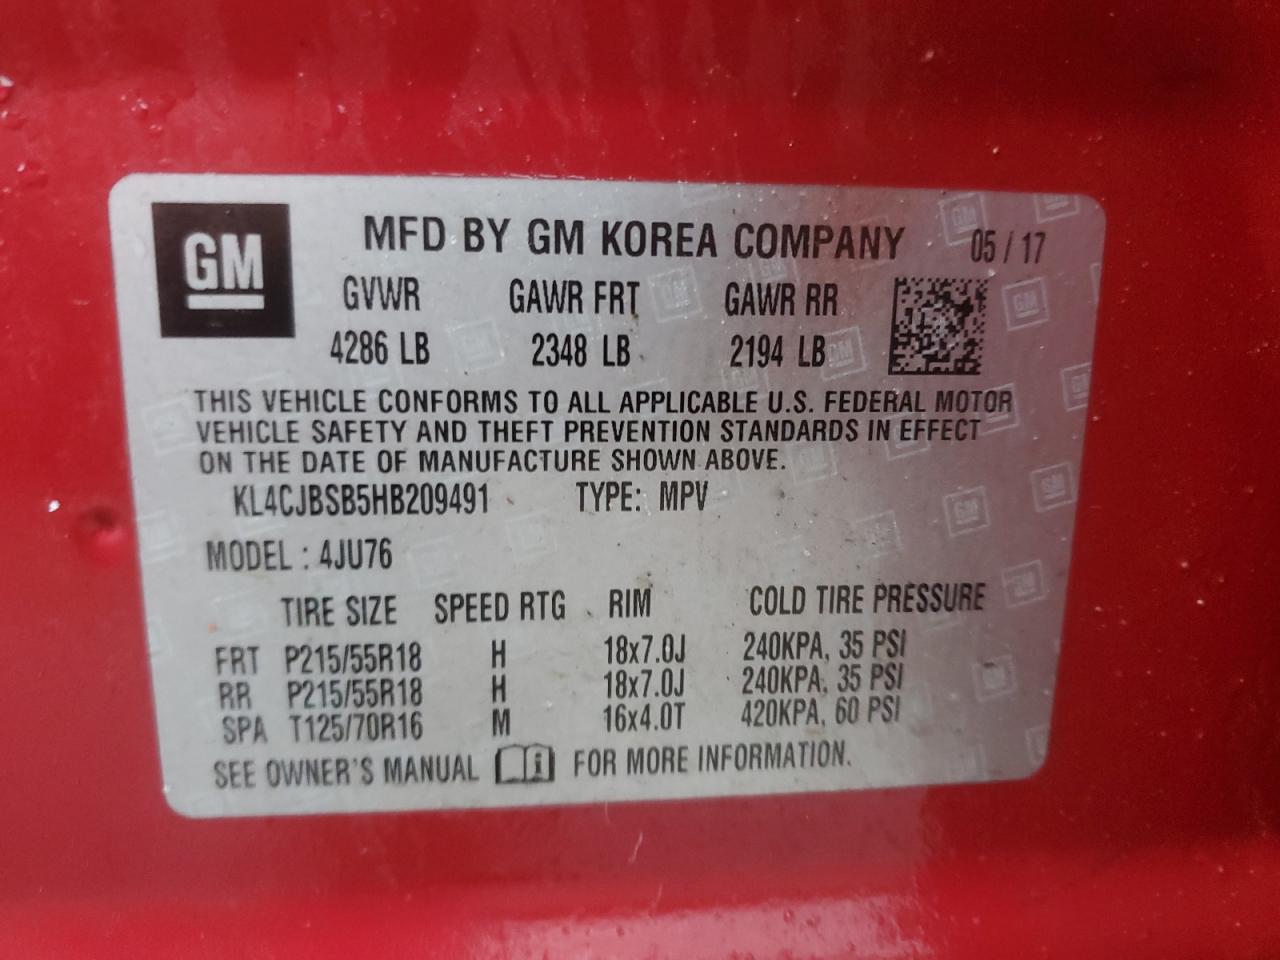 GM
MFD BY GM KOREA COMPANY 05 / 17
GVWR GAWR FRT GAWR RR
4286 LB 2348 LB 2194 LB
THIS VEHICLE CONFORMS TO ALL APPLICABLE U.S. FEDERAL MOTOR
VEHICLE SAFETY AND THEFT PREVENTION STANDARDS IN EFFECT
ON THE DATE OF MANUFACTURE SHOWN ABOVE.
KL4CJBSB5HB209491 TYPE: MPV
MODEL : 4JU76
TIRE SIZE SPEED RTG RIM COLD TIRE PRESSURE
FRT P215/55R18 H 18x7.0J 240KPA, 35 PSI
RR P215/55R18 H 18x7.0J 240KPA, 35 PSI
SPA T125/70R16 M 16x4.0T 420KPA, 60 PSI
SEE OWNER'S MANUAL i FOR MORE INFORMATION.